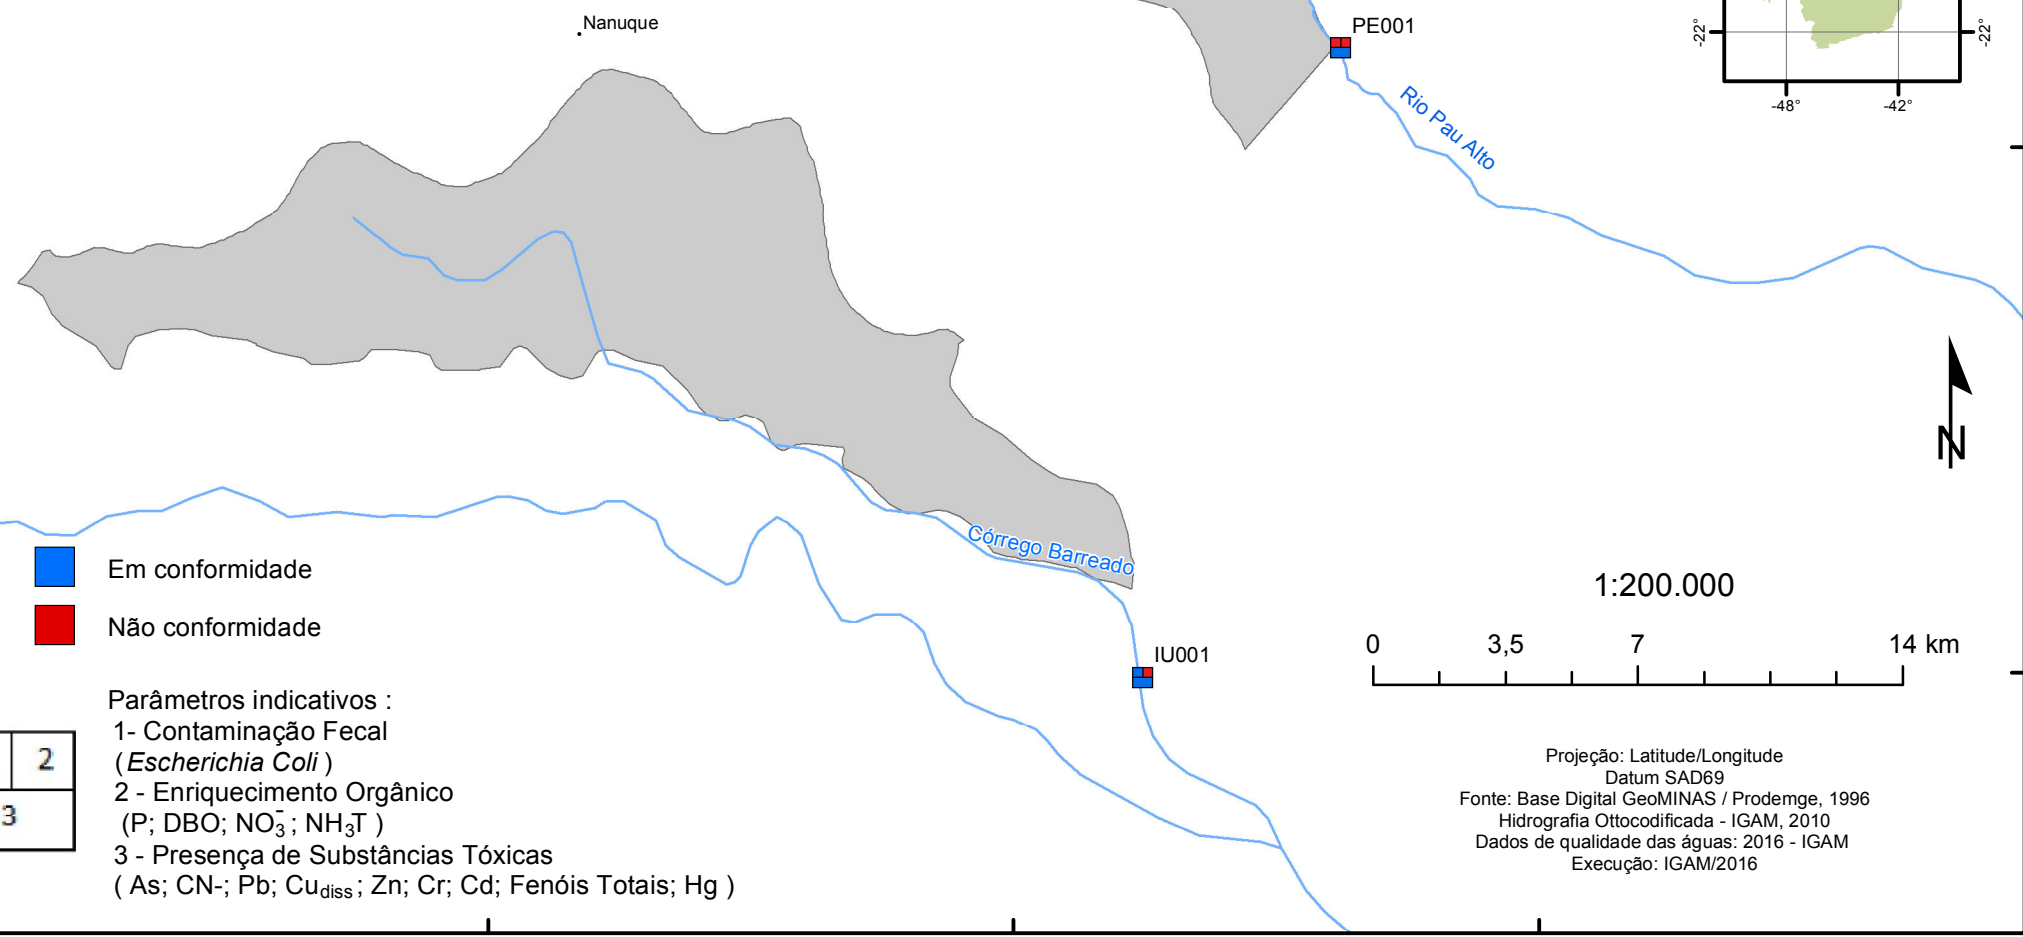 Nanuque
PE001
-22°
-22°
-48°
-42°
Rio Pau Alto
N
Córrego Barreado
IU001
Em conformidade
Não conformidade
1:200.000
0 3,5 7 14 km
Parâmetros indicativos :
1- Contaminação Fecal
(Escherichia Coli)
2 - Enriquecimento Orgânico
(P; DBO; NO₃⁻; NH₃T )
3 - Presença de Substâncias Tóxicas
( As; CN-; Pb; Cu diss; Zn; Cr; Cd; Fenóis Totais; Hg )
2
3
Projeção: Latitude/Longitude
Datum SAD69
Fonte: Base Digital GeoMINAS / Prodemge, 1996
Hidrografia Ottocodificada - IGAM, 2010
Dados de qualidade das águas: 2016 - IGAM
Execução: IGAM/2016